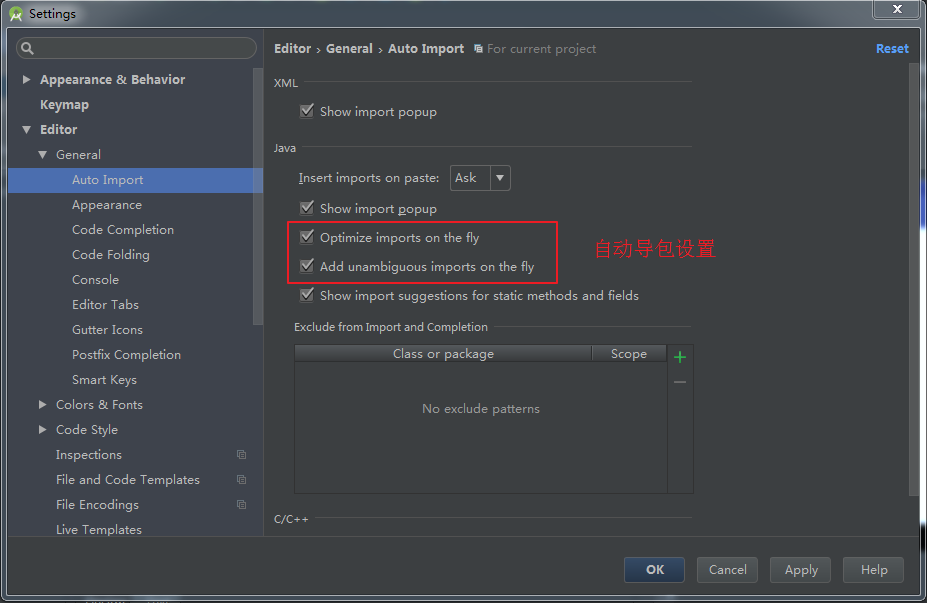 Settings
X
Editor › General › Auto Import For current project Reset
Appearance & Behavior
Keymap
Editor
General
Auto Import
Appearance
Code Completion
Code Folding
Console
Editor Tabs
Gutter Icons
Postfix Completion
Smart Keys
Colors & Fonts
Code Style
Inspections
File and Code Templates
File Encodings
Live Templates
XML
Show import popup
Java
Insert imports on paste: Ask
Show import popup
Optimize imports on the fly
Add unambiguous imports on the fly
自动导包设置
Show import suggestions for static methods and fields
Exclude from Import and Completion
Class or package Scope
No exclude patterns
C/C++
OK Cancel Apply Help